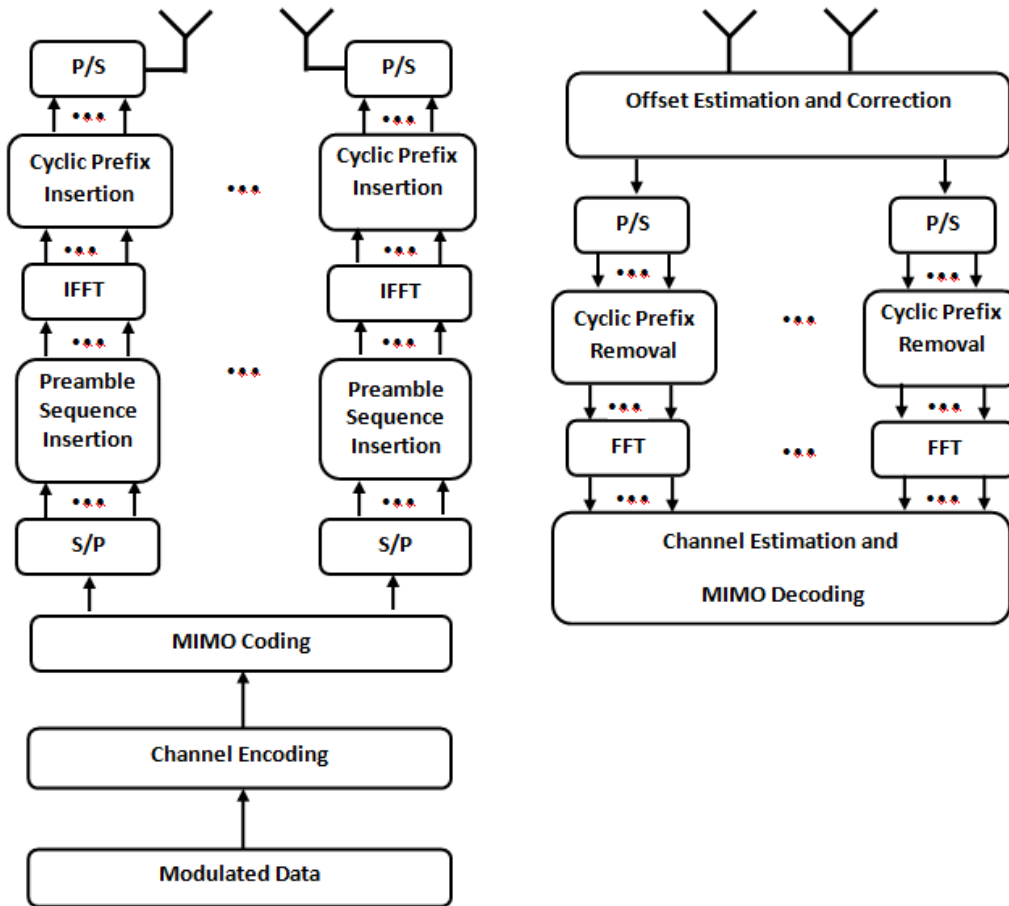 P/S
P/S
•••
•••
Cyclic Prefix
Insertion
•••
Cyclic Prefix
Insertion
•••
•••
IFFT
IFFT
•••
•••
•••
Preamble
Sequence
Insertion
Preamble
Sequence
Insertion
•••
•••
S/P
S/P
MIMO Coding
Channel Encoding
Modulated Data
Offset Estimation and Correction
P/S
P/S
•••
•••
Cyclic Prefix
Removal
•••
Cyclic Prefix
Removal
•••
•••
FFT
•••
FFT
•••
•••
Channel Estimation and
MIMO Decoding